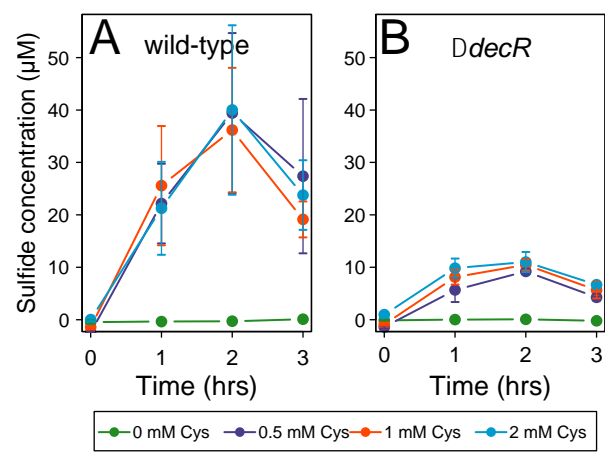 A wild-type
B DdecR
Sulfide concentration (µM)
50
40
30
20
10
0
0 1 2 3
Time (hrs)
50
40
30
20
10
0
0 1 2 3
Time (hrs)
0 mM Cys 0.5 mM Cys 1 mM Cys 2 mM Cys